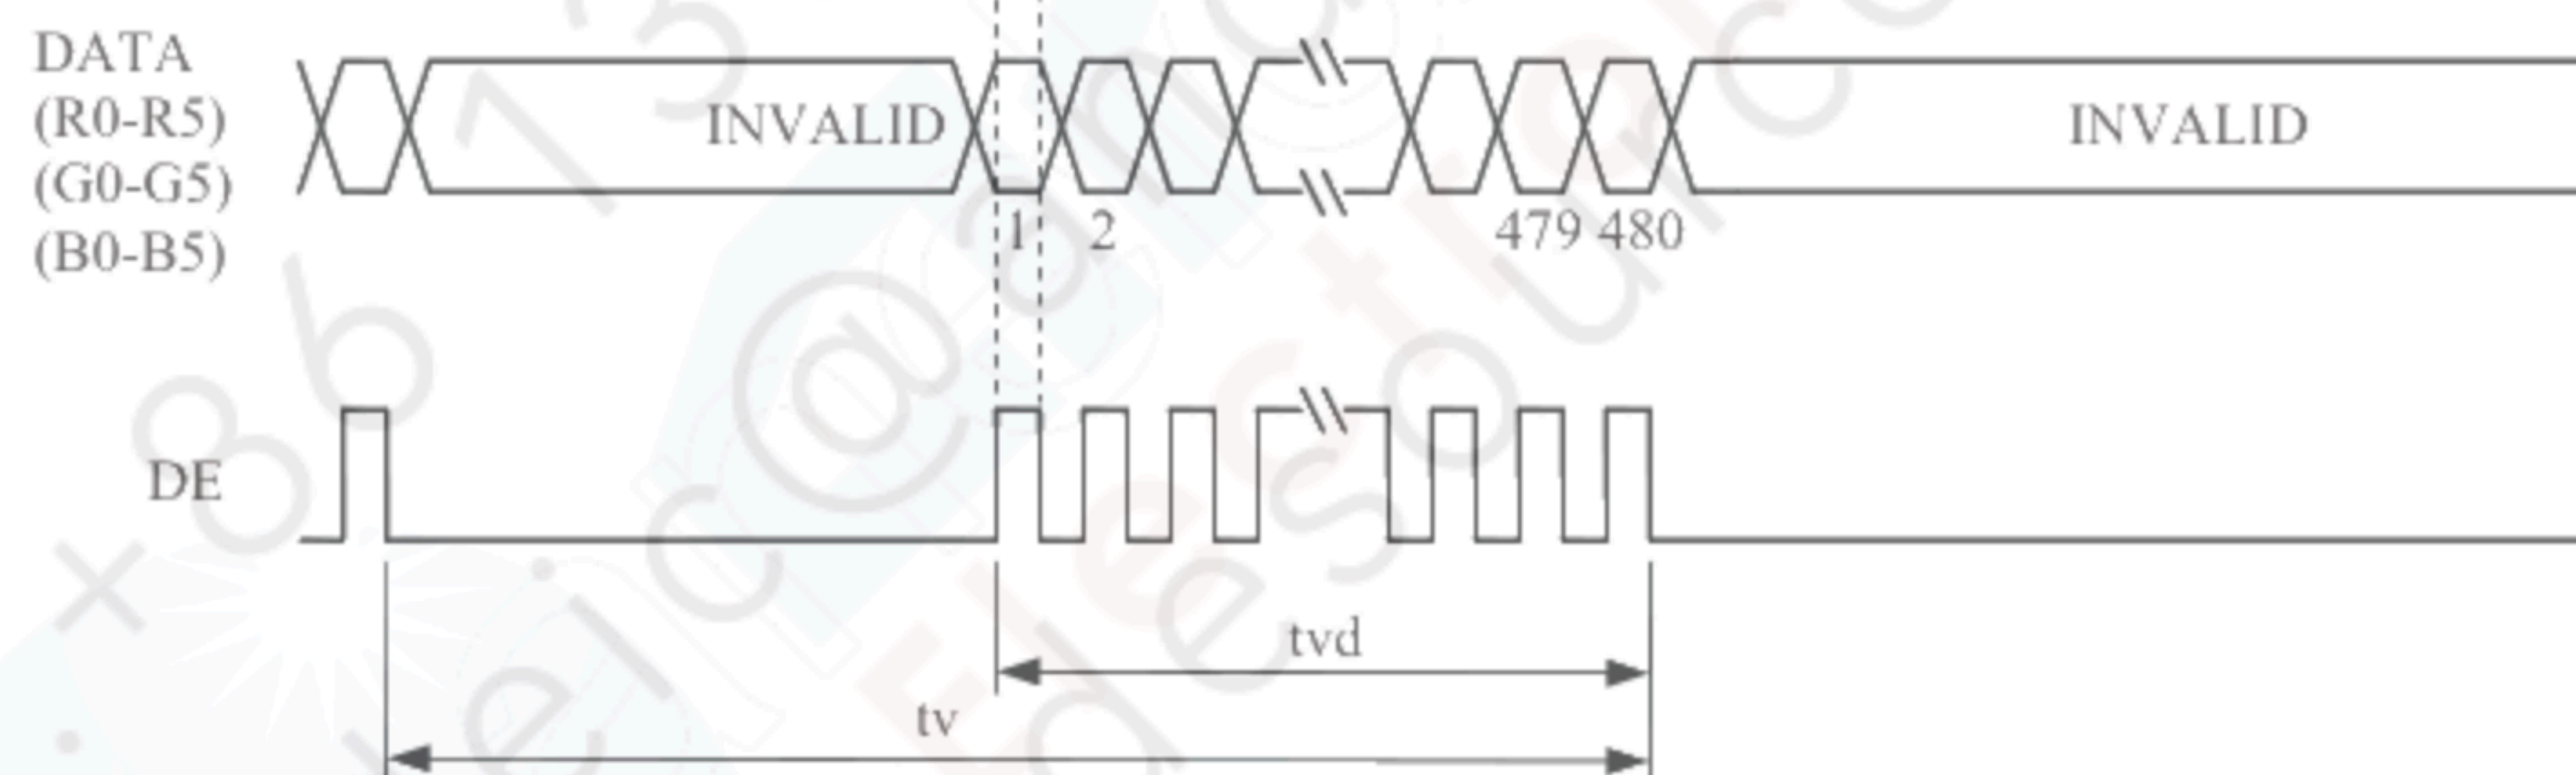 DATA
(R0-R5)
(G0-G5)
(B0-B5)
INVALID
INVALID
1 2 479 480
DE
tvd
tv